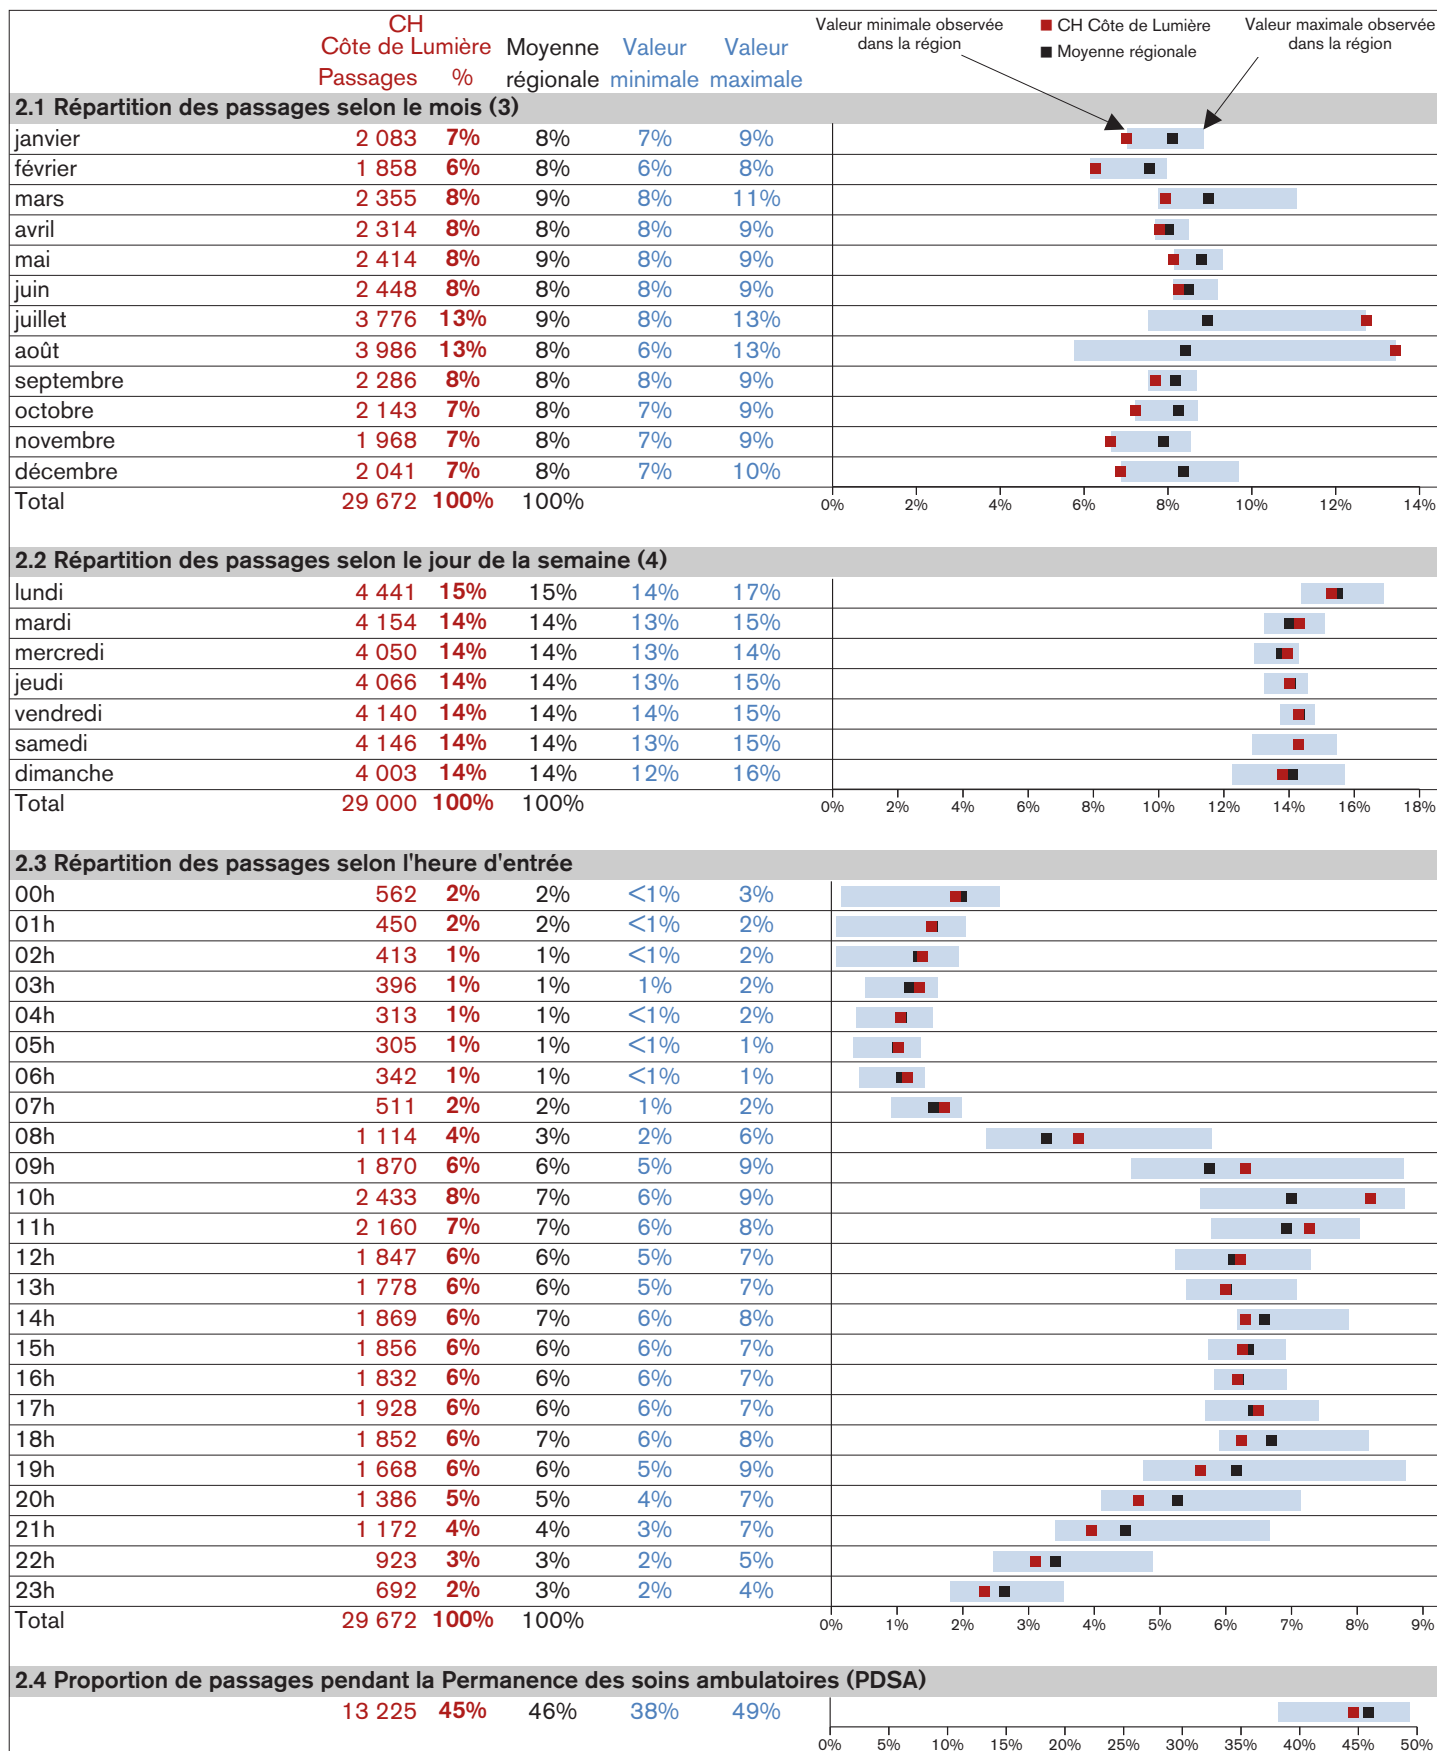 CH
Côte de Lumière
Passages % Moyenne régionale Valeur minimale Valeur maximale
Valeur minimale observée dans la région
CH Côte de Lumière
Moyenne régionale
Valeur maximale observée dans la région
2.1 Répartition des passages selon le mois (3)
janvier 2 083 7% 8% 7% 9%
février 1 858 6% 8% 6% 8%
mars 2 355 8% 9% 8% 11%
avril 2 314 8% 8% 8% 9%
mai 2 414 8% 9% 8% 9%
juin 2 448 8% 8% 8% 9%
juillet 3 776 13% 9% 8% 13%
août 3 986 13% 8% 6% 13%
septembre 2 286 8% 8% 8% 9%
octobre 2 143 7% 8% 7% 9%
novembre 1 968 7% 8% 7% 9%
décembre 2 041 7% 8% 7% 10%
Total 29 672 100% 100%
0% 2% 4% 6% 8% 10% 12% 14%
2.2 Répartition des passages selon le jour de la semaine (4)
lundi 4 441 15% 15% 14% 17%
mardi 4 154 14% 14% 13% 15%
mercredi 4 050 14% 14% 13% 14%
jeudi 4 066 14% 14% 13% 15%
vendredi 4 140 14% 14% 14% 15%
samedi 4 146 14% 14% 13% 15%
dimanche 4 003 14% 14% 12% 16%
Total 29 000 100% 100%
0% 2% 4% 6% 8% 10% 12% 14% 16% 18%
2.3 Répartition des passages selon l'heure d'entrée
00h 562 2% 2% <1% 3%
01h 450 2% 2% <1% 2%
02h 413 1% 1% <1% 2%
03h 396 1% 1% 1% 2%
04h 313 1% 1% <1% 2%
05h 305 1% 1% <1% 1%
06h 342 1% 1% <1% 1%
07h 511 2% 2% 1% 2%
08h 1 114 4% 3% 2% 6%
09h 1 870 6% 6% 5% 9%
10h 2 433 8% 7% 6% 9%
11h 2 160 7% 7% 6% 8%
12h 1 847 6% 6% 5% 7%
13h 1 778 6% 6% 5% 7%
14h 1 869 6% 7% 6% 8%
15h 1 856 6% 6% 6% 7%
16h 1 832 6% 6% 6% 7%
17h 1 928 6% 6% 6% 7%
18h 1 852 6% 7% 6% 8%
19h 1 668 6% 6% 5% 9%
20h 1 386 5% 5% 4% 7%
21h 1 172 4% 4% 3% 7%
22h 923 3% 3% 2% 5%
23h 692 2% 3% 2% 4%
Total 29 672 100% 100%
0% 1% 2% 3% 4% 5% 6% 7% 8% 9%
2.4 Proportion de passages pendant la Permanence des soins ambulatoires (PDSA)
13 225 45% 46% 38% 49%
0% 5% 10% 15% 20% 25% 30% 35% 40% 45% 50%